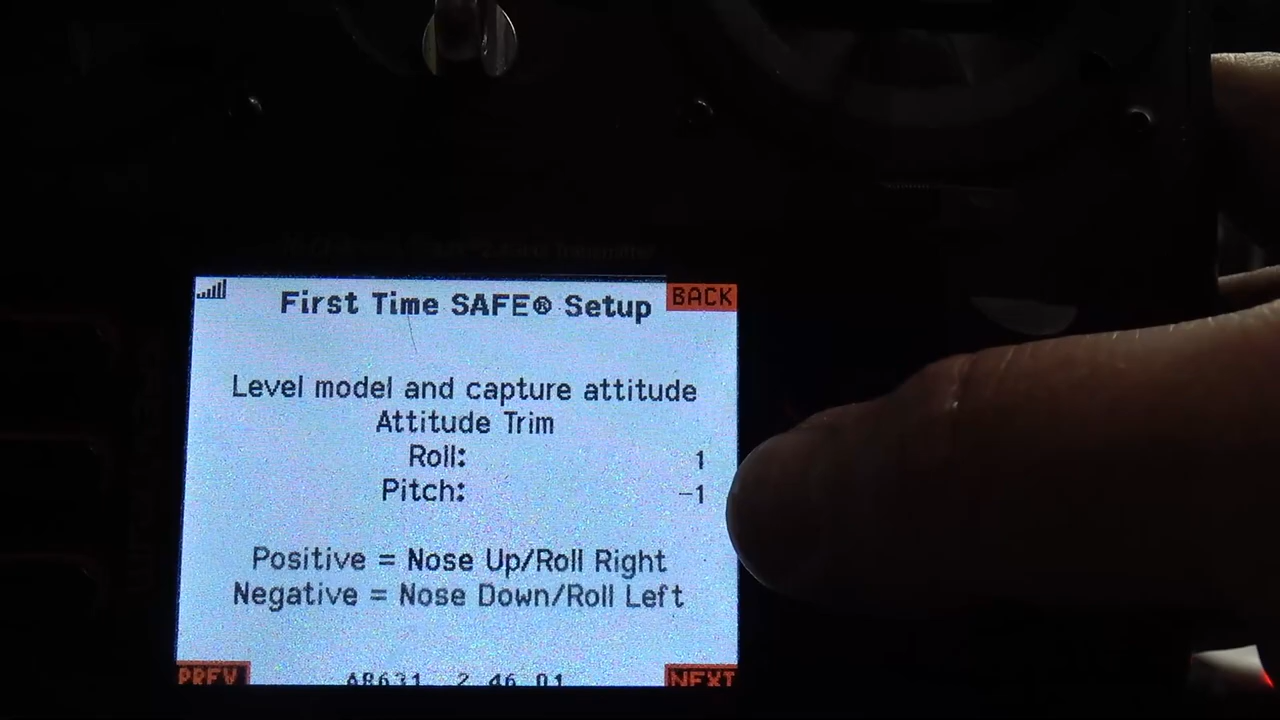 First Time SAFE® Setup
BACK
Level model and capture attitude
Attitude Trim
Roll: 1
Pitch: -1
Positive = Nose Up/Roll Right
Negative = Nose Down/Roll Left
PREV
AR631 2.46.01
NEXT